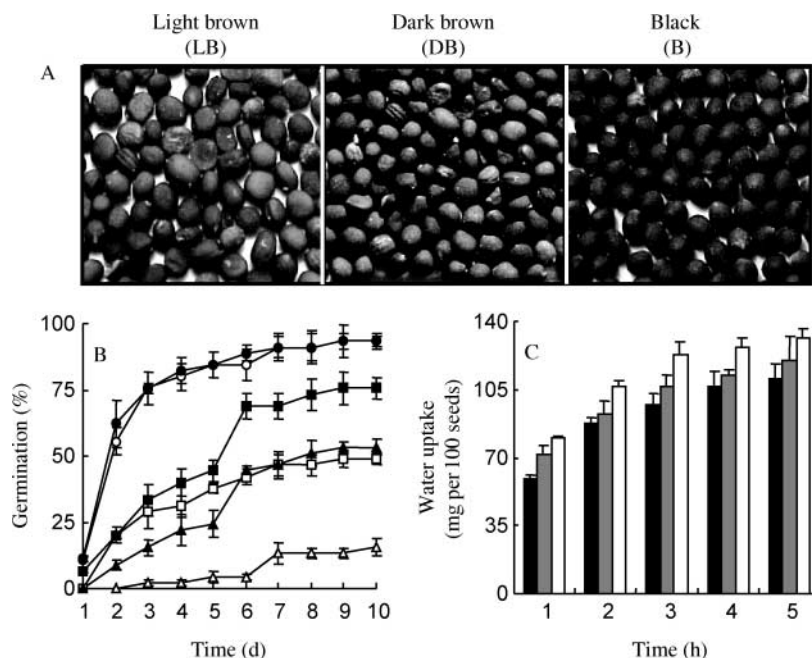 Light brown
(LB)
Dark brown
(DB)
Black
(B)
A
B
Germination (%)
100
75
50
25
0
1 2 3 4 5 6 7 8 9 10
Time (d)
C
Water uptake
(mg per 100 seeds)
140
105
70
35
0
1 2 3 4 5
Time (h)